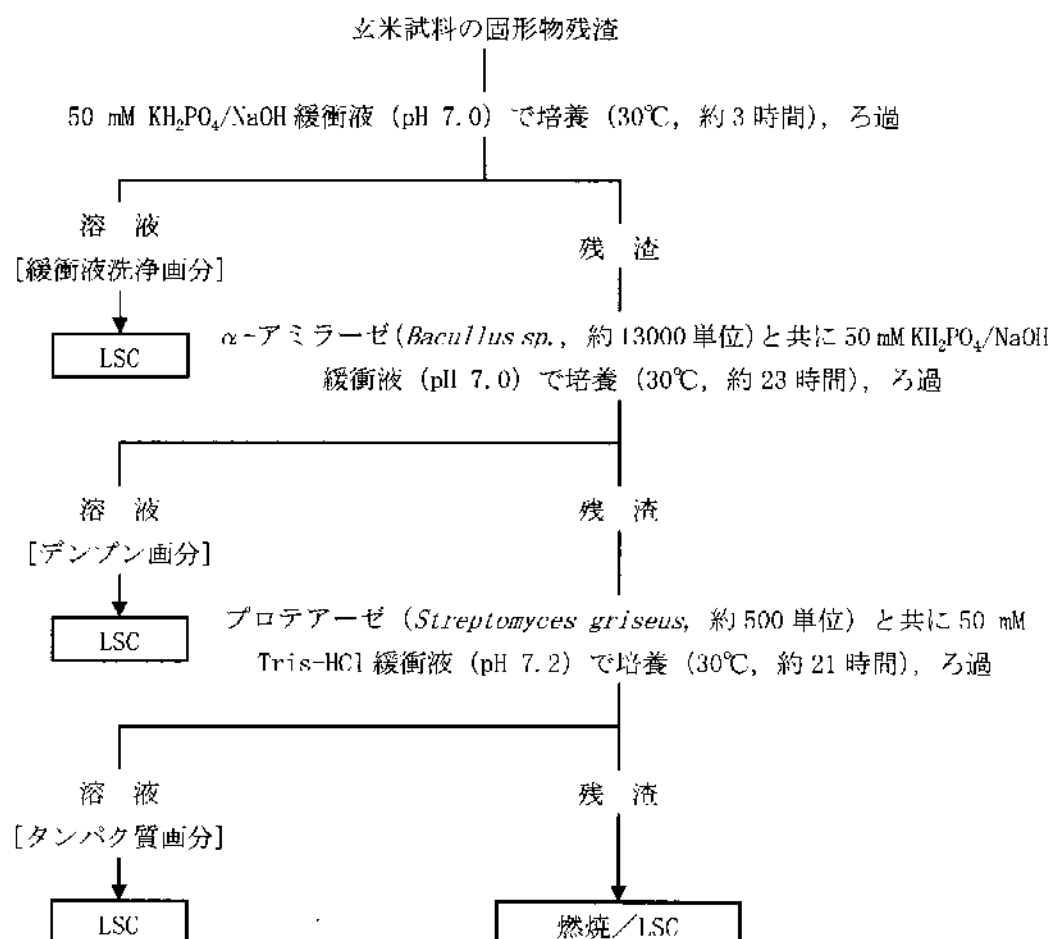 玄米試料の固形物残渣
50 mM KH₂PO₄/NaOH 緩衝液 (pH 7.0) で培養 (30℃, 約 3 時間), ろ過
溶 液
[緩衝液洗浄画分]
LSC
残 渣
α-アミラーゼ(Bacullus sp., 約 13000 単位)と共に 50 mM KH₂PO₄/NaOH
緩衝液 (pH 7.0) で培養 (30℃, 約 23 時間), ろ過
溶 液
[デンプン画分]
LSC
残 渣
プロテアーゼ (Streptomyces griseus, 約 500 単位) と共に 50 mM
Tris-HCl 緩衝液 (pH 7.2) で培養 (30℃, 約 21 時間), ろ過
溶 液
[タンパク質画分]
LSC
残 渣
燃焼/LSC